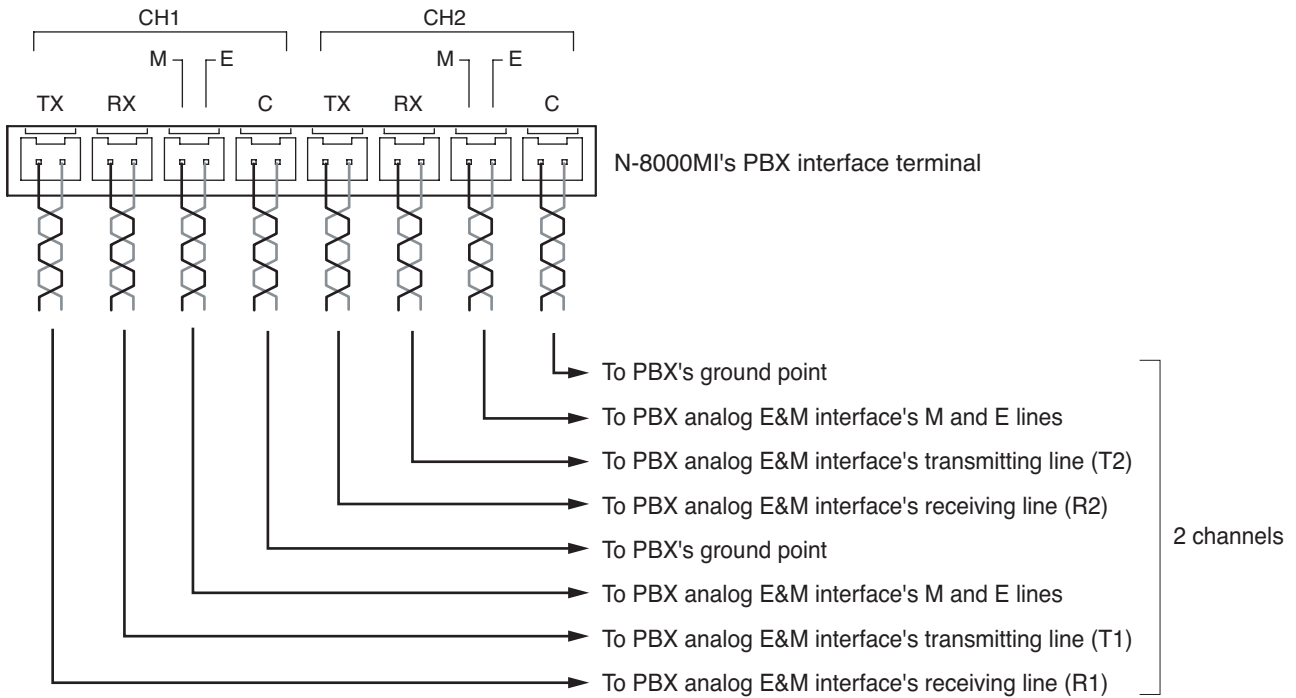 CH1 CH2
M E M E
TX RX C TX RX C
N-8000MI's PBX interface terminal
To PBX's ground point
To PBX analog E&M interface's M and E lines
To PBX analog E&M interface's transmitting line (T2)
To PBX analog E&M interface's receiving line (R2)
To PBX's ground point
2 channels
To PBX analog E&M interface's M and E lines
To PBX analog E&M interface's transmitting line (T1)
To PBX analog E&M interface's receiving line (R1)